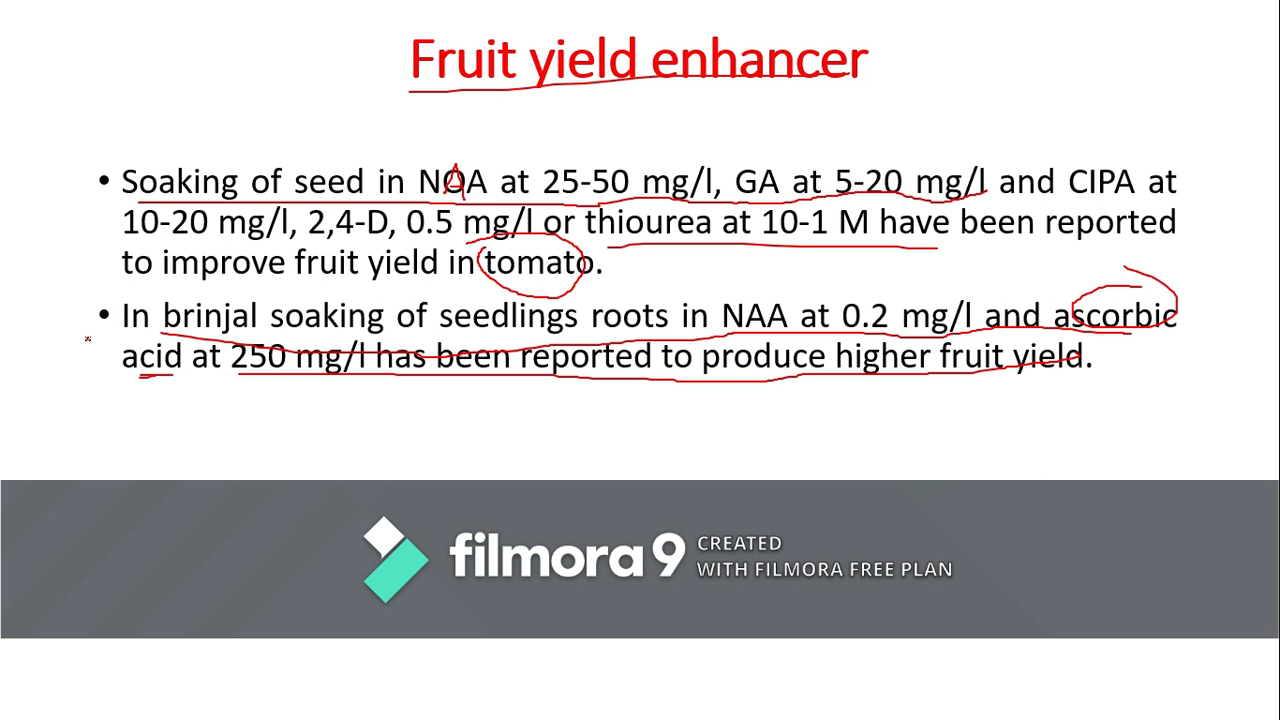 Fruit yield enhancer
• Soaking of seed in NOA at 25-50 mg/l, GA at 5-20 mg/l and CIPA at
10-20 mg/l, 2,4-D, 0.5 mg/l or thiourea at 10-1 M have been reported
to improve fruit yield in tomato.
• In brinjal soaking of seedlings roots in NAA at 0.2 mg/l and ascorbic
acid at 250 mg/l has been reported to produce higher fruit yield.
filmora 9 CREATED
WITH FILMORA FREE PLAN